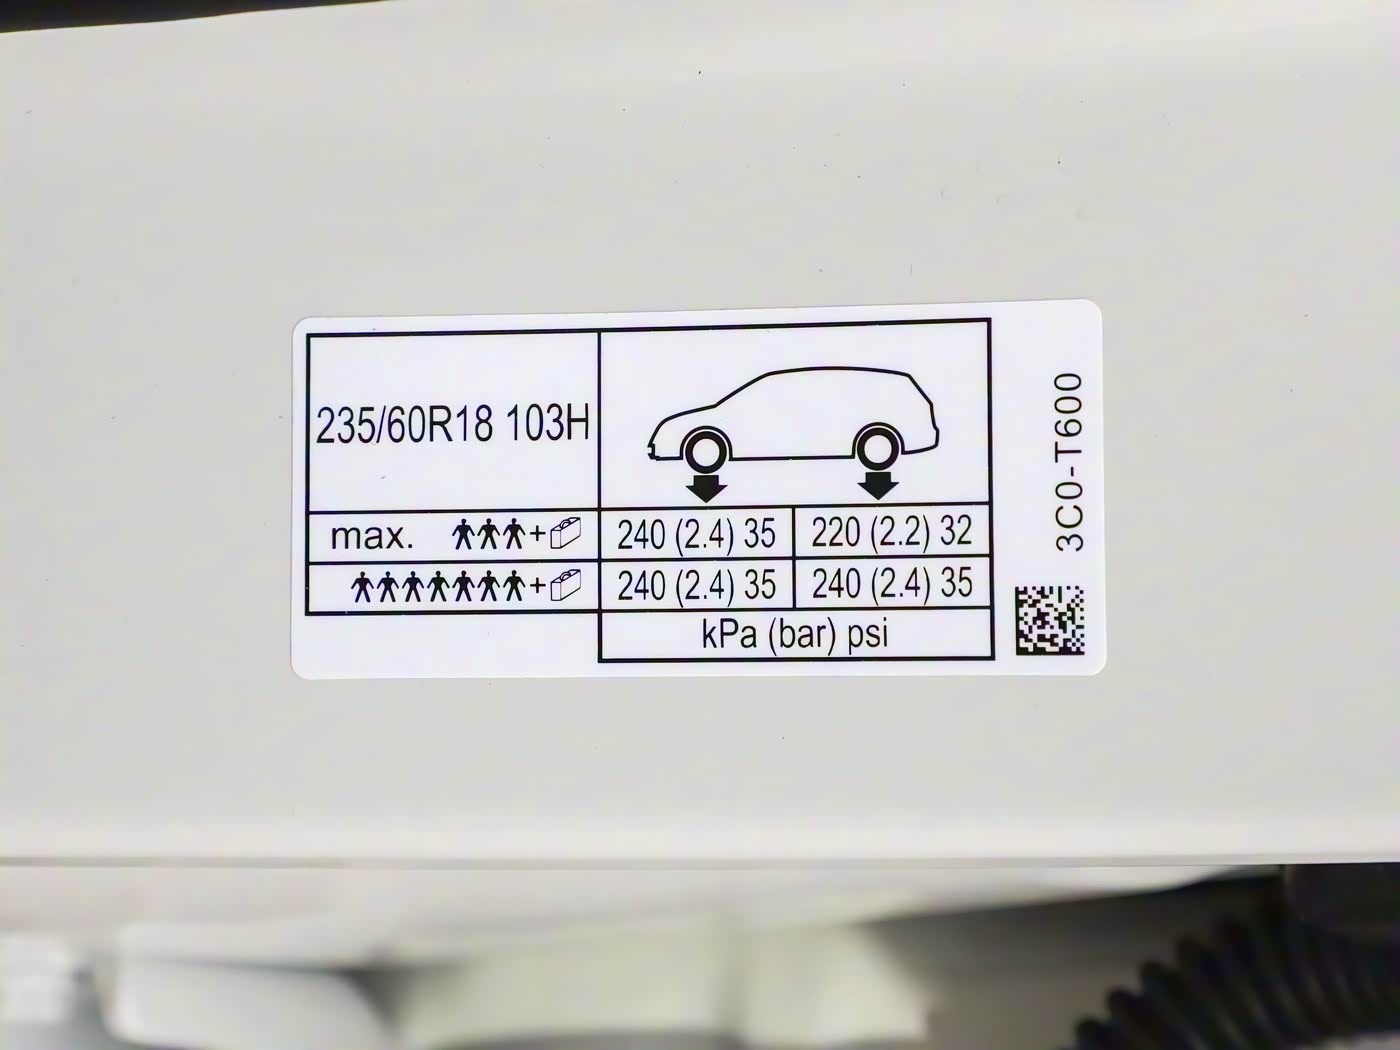 235/60R18 103H
max. + 240 (2.4) 35 220 (2.2) 32
+ 240 (2.4) 35 240 (2.4) 35
kPa (bar) psi
3C0-T600